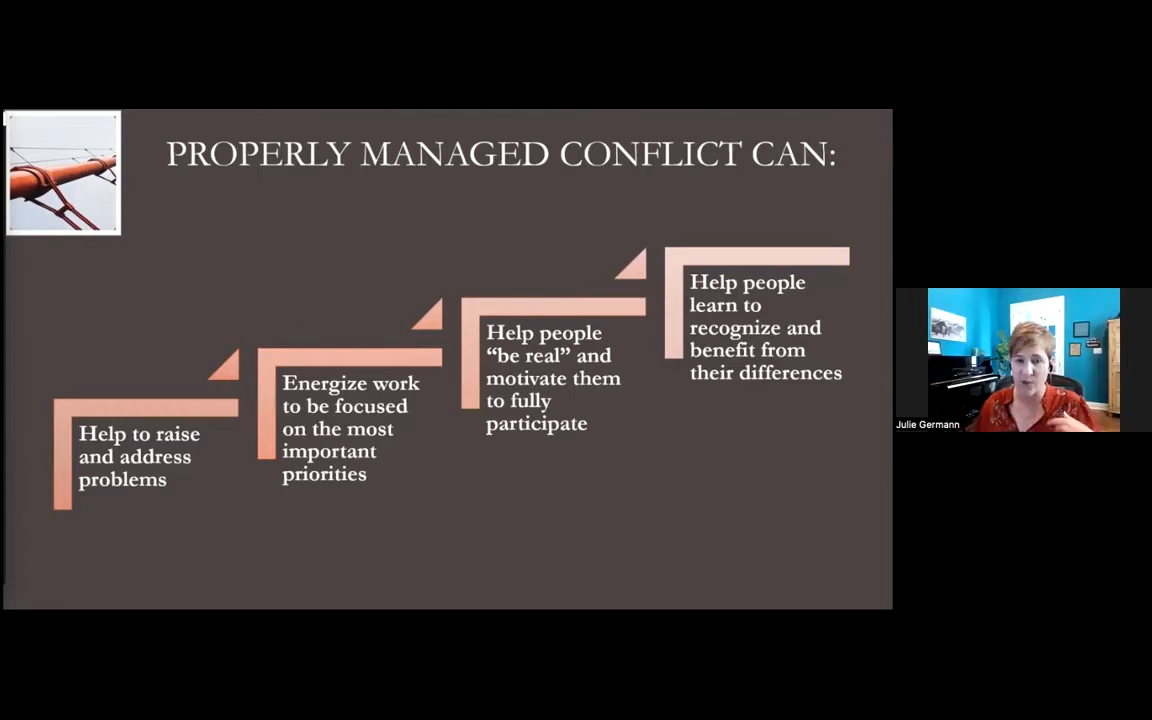 PROPERLY MANAGED CONFLICT CAN:
Help to raise
and address
problems
Energize work
to be focused
on the most
important
priorities
Help people
“be real” and
motivate them
to fully
participate
Help people
learn to
recognize and
benefit from
their differences
Julie Germann